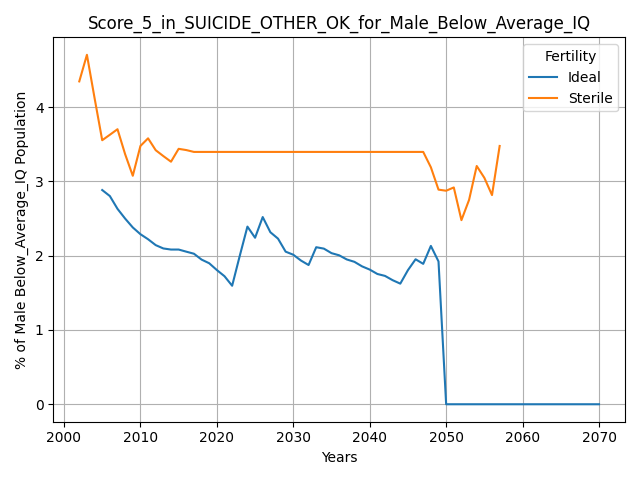 Score_5_in_SUICIDE_OTHER_OK_for_Male_Below_Average_IQ
% of Male Below_Average_IQ Population
4
3
2
1
0
Fertility
Ideal
Sterile
2000 2010 2020 2030 2040 2050 2060 2070
Years